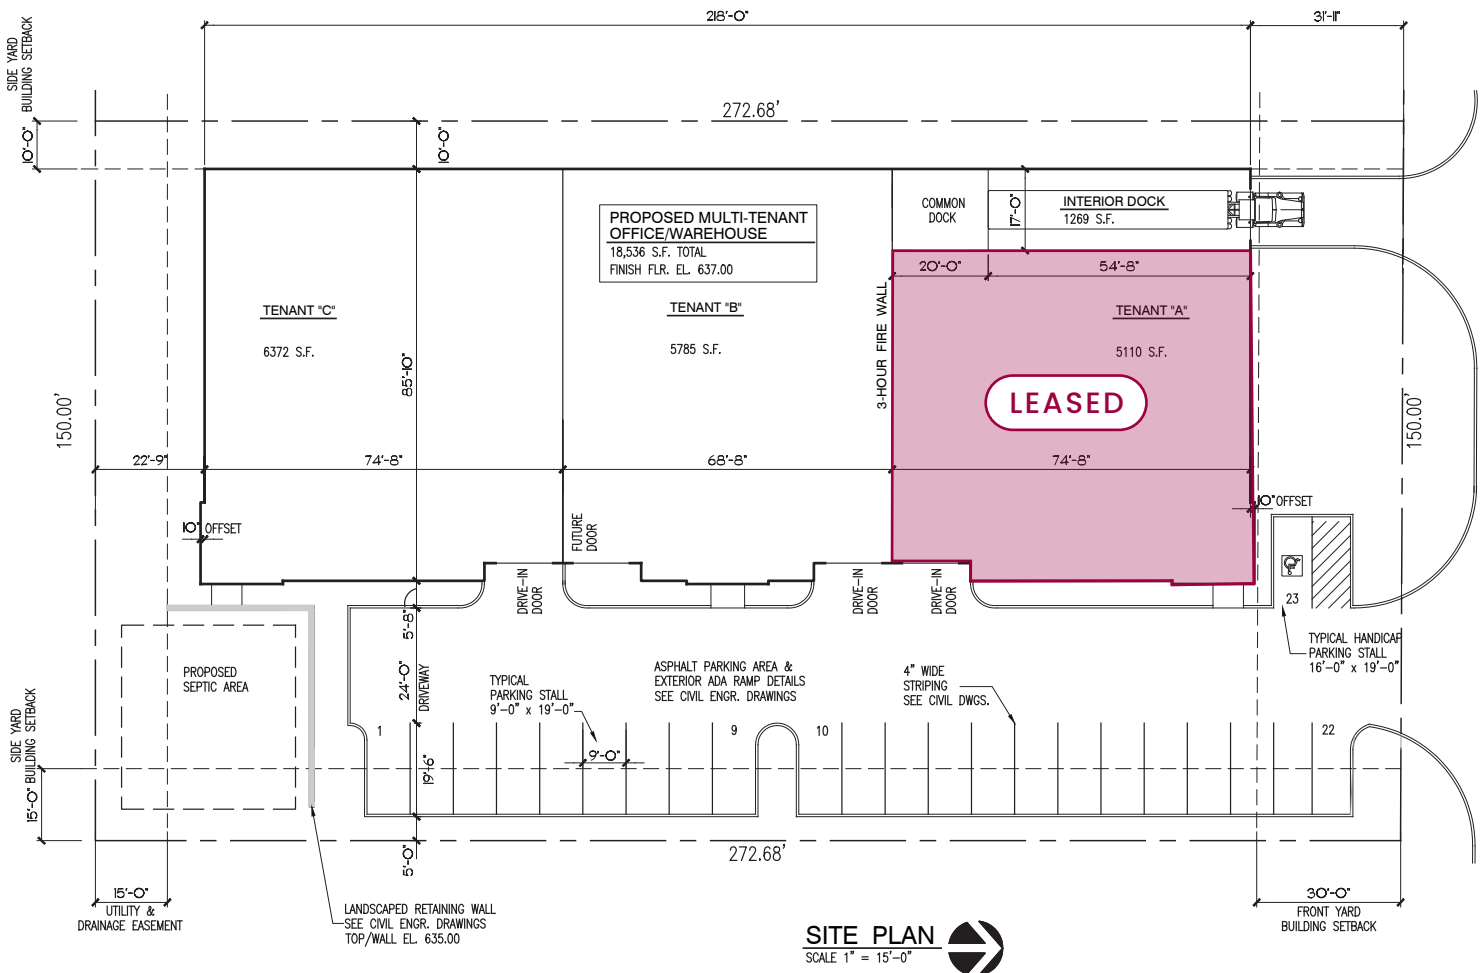 218'-0"
31'-11"
SIDE YARD
BUILDING SETBACK
10'-0"
272.68'
10'-0"
PROPOSED MULTI-TENANT
OFFICE/WAREHOUSE
18,536 S.F. TOTAL
FINISH FLR. EL. 637.00
COMMON
DOCK
17'-0"
INTERIOR DOCK
1269 S.F.
20'-0"
54'-8"
TENANT "C"
6372 S.F.
TENANT "B"
5785 S.F.
TENANT "A"
5110 S.F.
3-HOUR FIRE WALL
85'-10"
LEASED
150.00'
150.00'
22'-9"
74'-8"
68'-8"
74'-8"
10" OFFSET
10" OFFSET
FUTURE
DOOR
DRIVE-IN
DOOR
DRIVE-IN
DOOR
DRIVE-IN
DOOR
5'-8"
23
TYPICAL HANDICAP
PARKING STALL
16'-0" x 19'-0"
PROPOSED
SEPTIC AREA
24'-0"
DRIVEWAY
TYPICAL
PARKING STALL
9'-0" x 19'-0"
ASPHALT PARKING AREA &
EXTERIOR ADA RAMP DETAILS
SEE CIVIL ENGR. DRAWINGS
4" WIDE
STRIPING
SEE CIVIL DWGS.
1
9
10
22
9'-0"
19'-6"
SIDE YARD
BUILDING SETBACK
15'-0"
5'-0"
272.68'
15'-0"
UTILITY &
DRAINAGE EASEMENT
LANDSCAPED RETAINING WALL
SEE CIVIL ENGR. DRAWINGS
TOP/WALL EL. 635.00
30'-0"
FRONT YARD
BUILDING SETBACK
SITE PLAN
SCALE 1" = 15'-0"